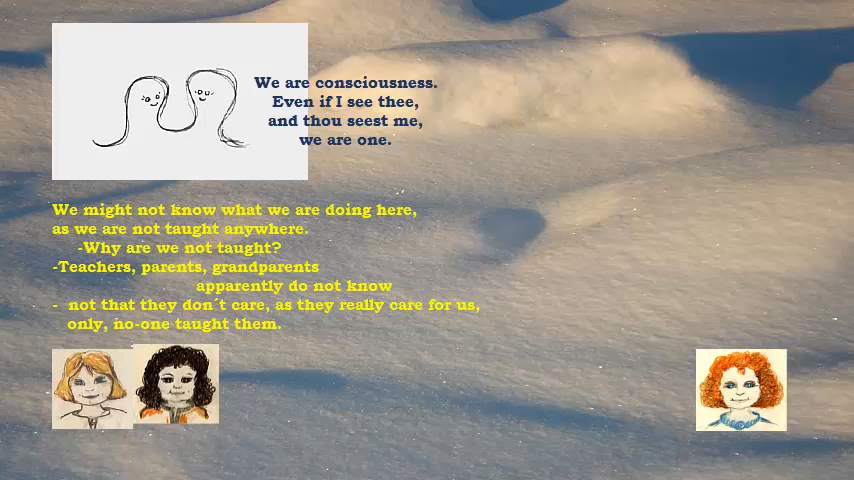 We are consciousness.
Even if I see thee,
and thou seest me,
we are one.
We might not know what we are doing here,
as we are not taught anywhere.
-Why are we not taught?
-Teachers, parents, grandparents
apparently do not know
- not that they don´t care, as they really care for us,
only, no-one taught them.